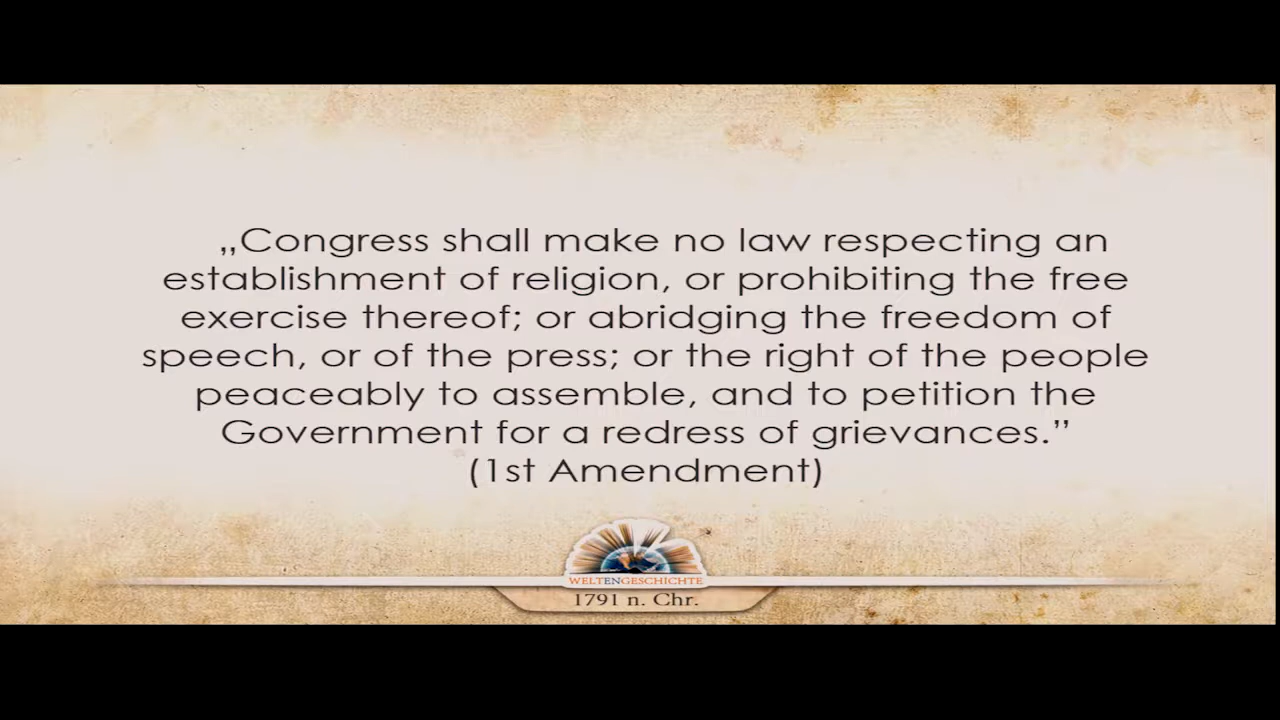 „Congress shall make no law respecting an
establishment of religion, or prohibiting the free
exercise thereof; or abridging the freedom of
speech, or of the press; or the right of the people
peaceably to assemble, and to petition the
Government for a redress of grievances.”
(1st Amendment)
WELTENGESCHICHTE
1791 n. Chr.